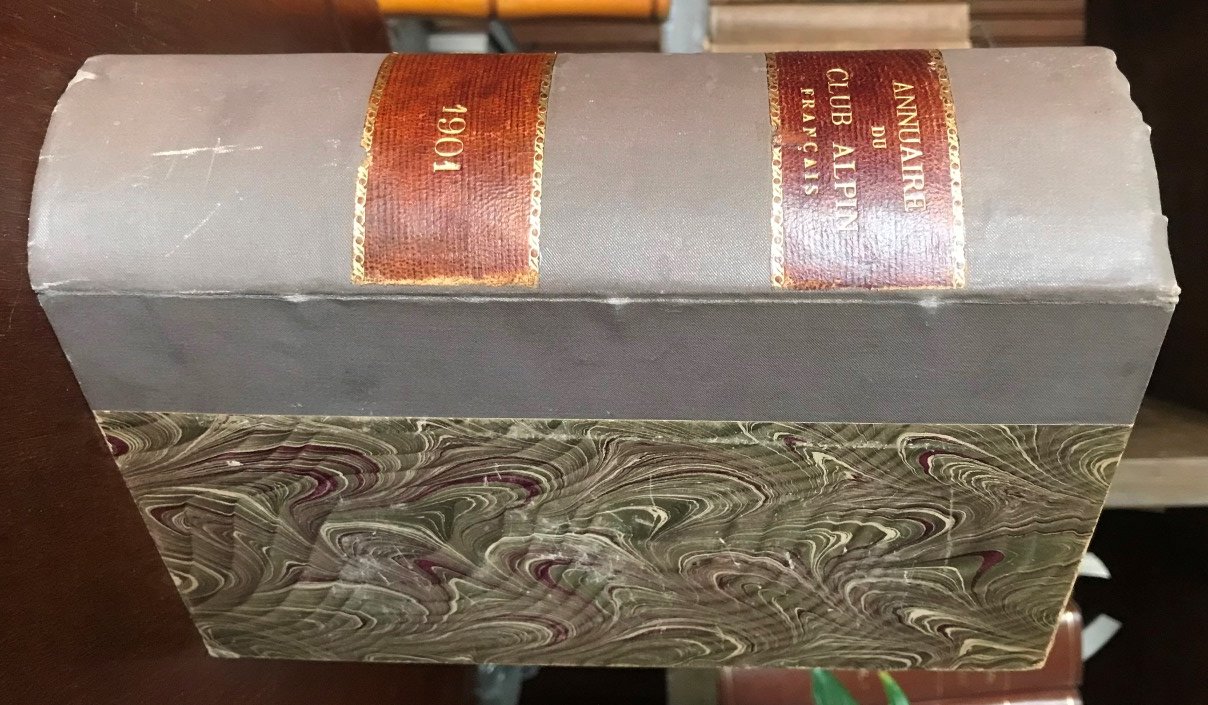 ANNUAIRE
DU
CLUB ALPIN
FRANÇAIS
1901